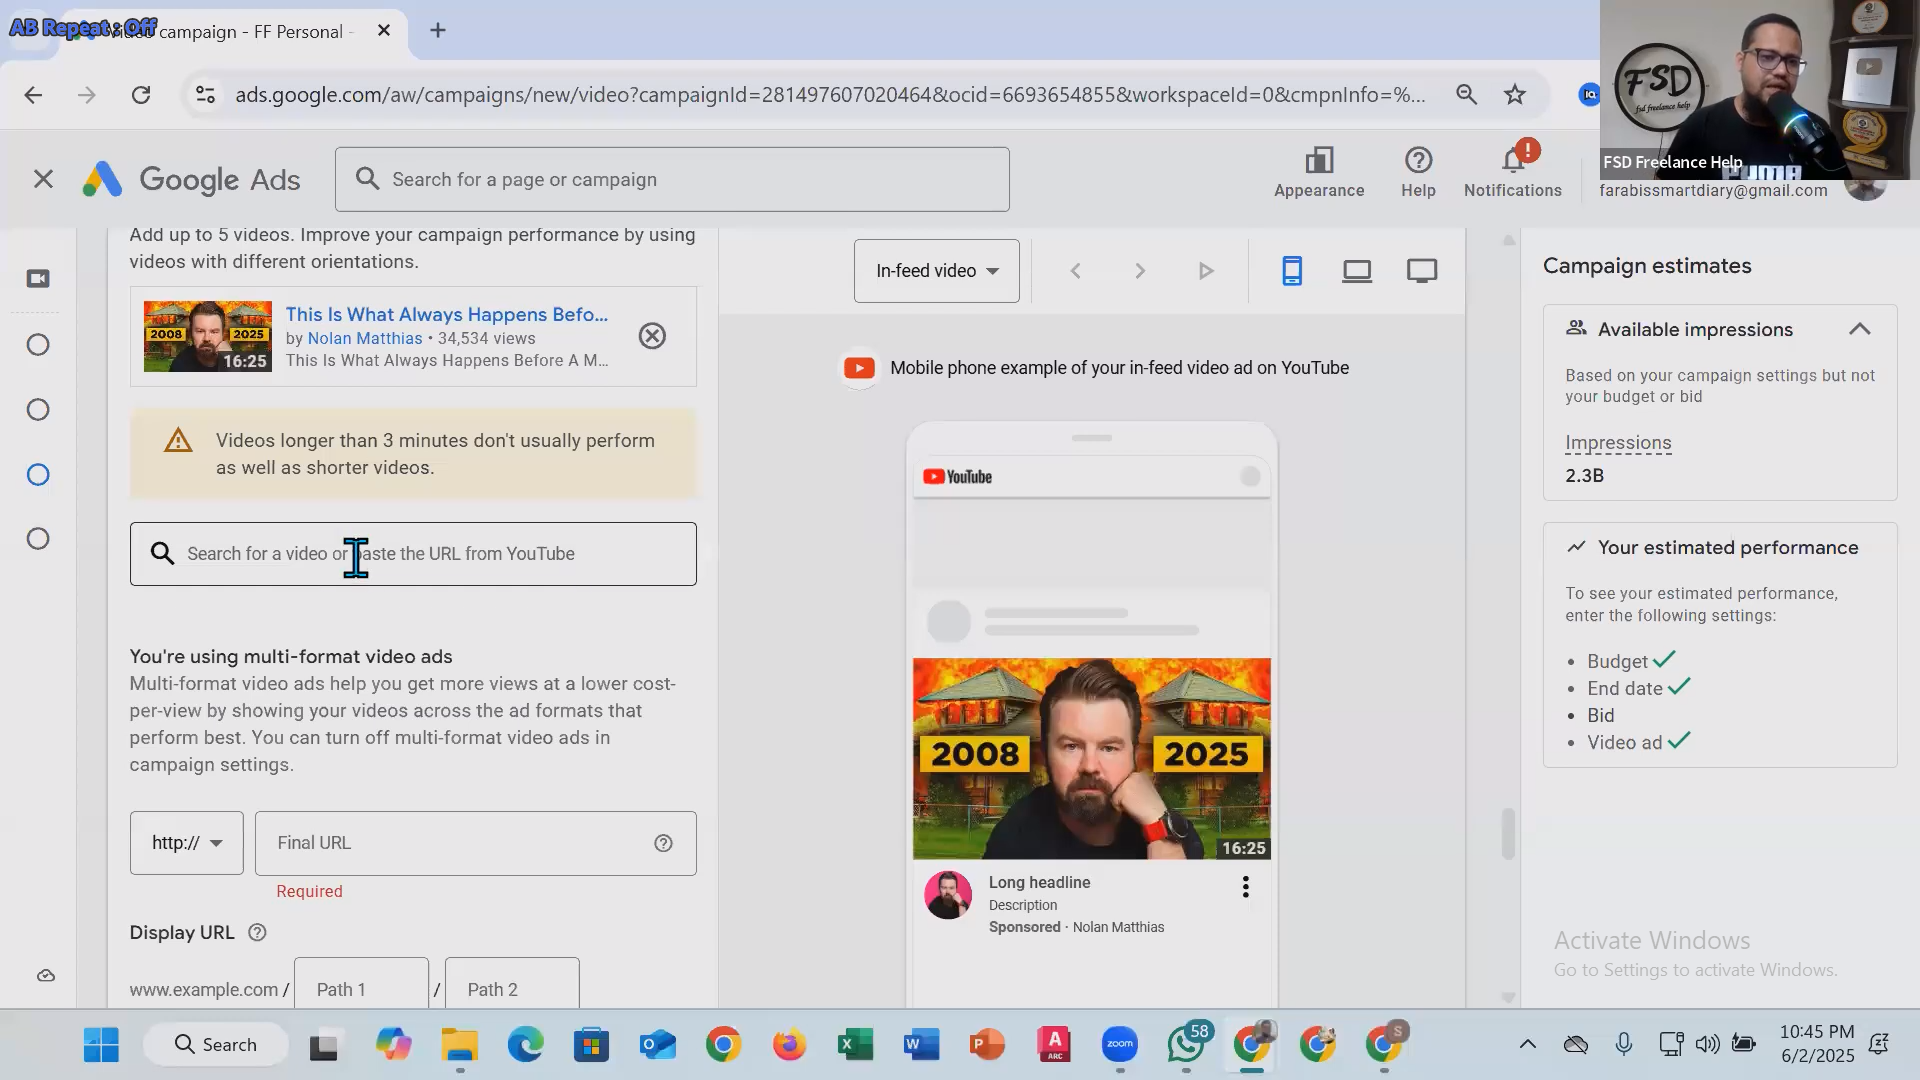 AB Repeat : Off
Video campaign - FF Personal -
ads.google.com/aw/campaigns/new/video?campaignId=281497607020464&ocid=6693654855&workspaceId=0&cmpnInfo=%...
FSD
fsd freelance help
FSD Freelance Help
PUMA
Google Ads
Search for a page or campaign
Appearance
Help
Notifications
farabissmartdiary@gmail.com
Add up to 5 videos. Improve your campaign performance by using
videos with different orientations.
2008
2025
16:25
This Is What Always Happens Befo...
by Nolan Matthias • 34,534 views
This Is What Always Happens Before A M...
Videos longer than 3 minutes don't usually perform
as well as shorter videos.
Search for a video or paste the URL from YouTube
You're using multi-format video ads
Multi-format video ads help you get more views at a lower cost-
per-view by showing your videos across the ad formats that
perform best. You can turn off multi-format video ads in
campaign settings.
http://
Final URL
Required
Display URL
www.example.com /
Path 1
/
Path 2
In-feed video
Mobile phone example of your in-feed video ad on YouTube
YouTube
2008
2025
16:25
Long headline
Description
Sponsored · Nolan Matthias
Campaign estimates
Available impressions
Based on your campaign settings but not
your budget or bid
Impressions
2.3B
Your estimated performance
To see your estimated performance,
enter the following settings:
• Budget
• End date
• Bid
• Video ad
Activate Windows
Go to Settings to activate Windows.
Search
zoom
58
S
ARC
10:45 PM
6/2/2025